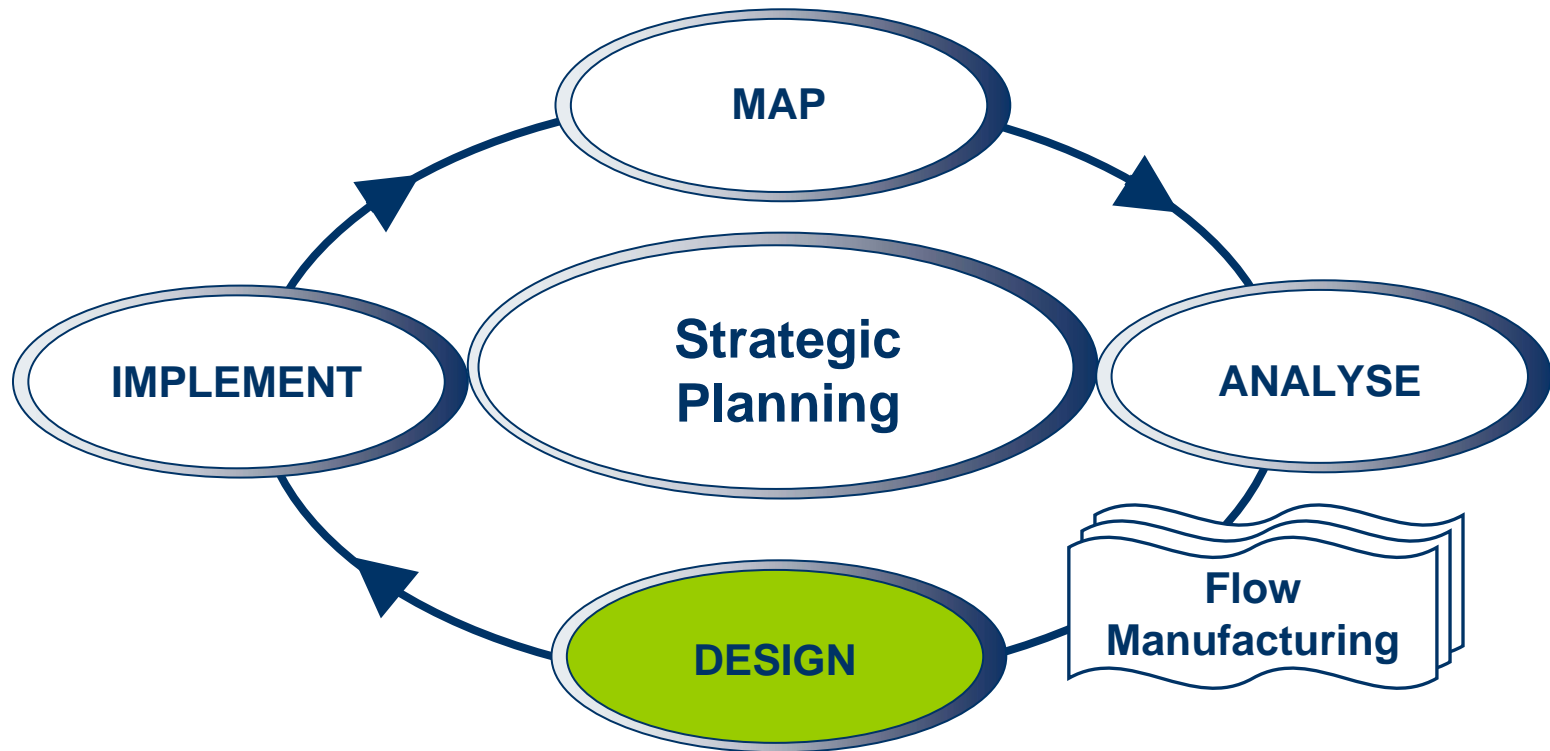 MAP
IMPLEMENT
Strategic
Planning
ANALYSE
Flow
Manufacturing
DESIGN